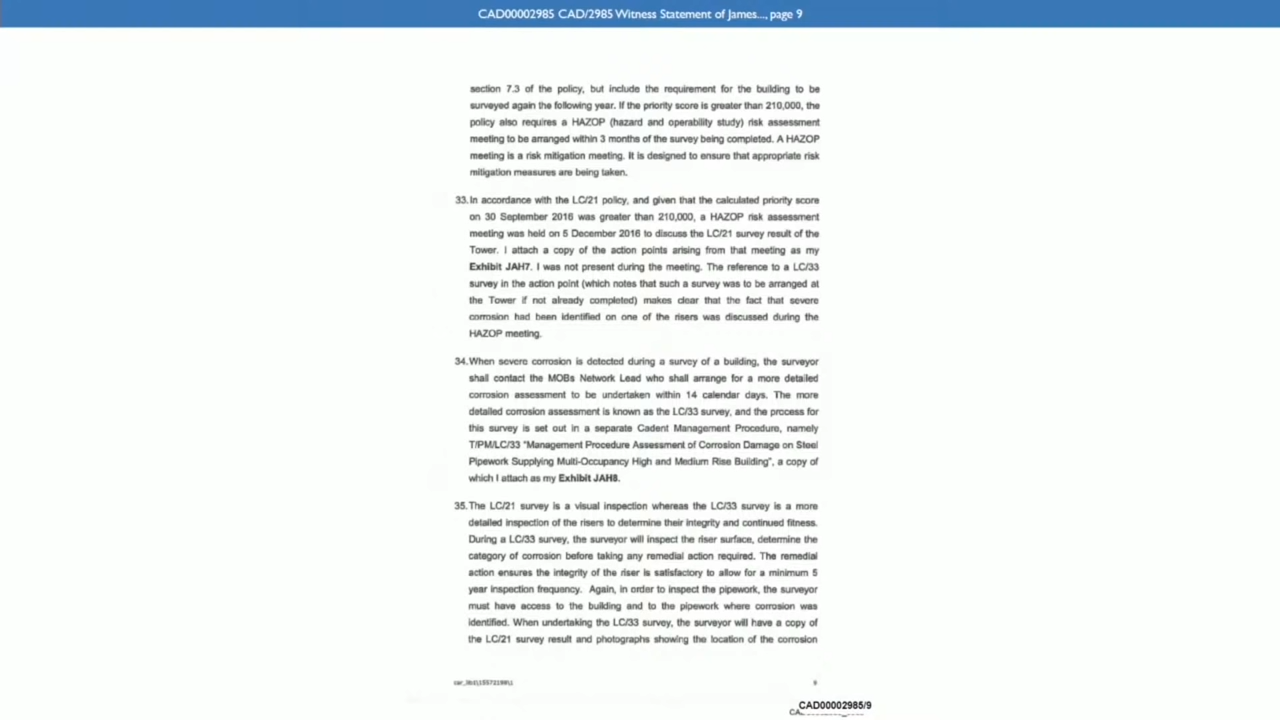 CAD00002985 CAD/2985 Witness Statement of James..., page 9
section 7.3 of the policy, but include the requirement for the building to be
surveyed again the following year. If the priority score is greater than 210,000, the
policy also requires a HAZOP (hazard and operability study) risk assessment
meeting to be arranged within 3 months of the survey being completed. A HAZOP
meeting is a risk mitigation meeting. It is designed to ensure that appropriate risk
mitigation measures are being taken.
33. In accordance with the LC/21 policy, and given that the calculated priority score
on 30 September 2016 was greater than 210,000, a HAZOP risk assessment
meeting was held on 5 December 2016 to discuss the LC/21 survey result of the
Tower. I attach a copy of the action points arising from that meeting as my
Exhibit JAH7. I was not present during the meeting. The reference to a LC/33
survey in the action point (which notes that such a survey was to be arranged at
the Tower if not already completed) makes clear that the fact that severe
corrosion had been identified on one of the risers was discussed during the
HAZOP meeting.
34. When severe corrosion is detected during a survey of a building, the surveyor
shall contact the MOBs Network Lead who shall arrange for a more detailed
corrosion assessment to be undertaken within 14 calendar days. The more
detailed corrosion assessment is known as the LC/33 survey, and the process for
this survey is set out in a separate Cadent Management Procedure, namely
T/PM/LC/33 "Management Procedure Assessment of Corrosion Damage on Steel
Pipework Supplying Multi-Occupancy High and Medium Rise Building", a copy of
which I attach as my Exhibit JAH8.
35. The LC/21 survey is a visual inspection whereas the LC/33 survey is a more
detailed inspection of the risers to determine their integrity and continued fitness.
During a LC/33 survey, the surveyor will inspect the riser surface, determine the
category of corrosion before taking any remedial action required. The remedial
action ensures the integrity of the riser is satisfactory to allow for a minimum 5
year inspection frequency. Again, in order to inspect the pipework, the surveyor
must have access to the building and to the pipework where corrosion was
identified. When undertaking the LC/33 survey, the surveyor will have a copy of
the LC/21 survey result and photographs showing the location of the corrosion
9
CAD00002985/9